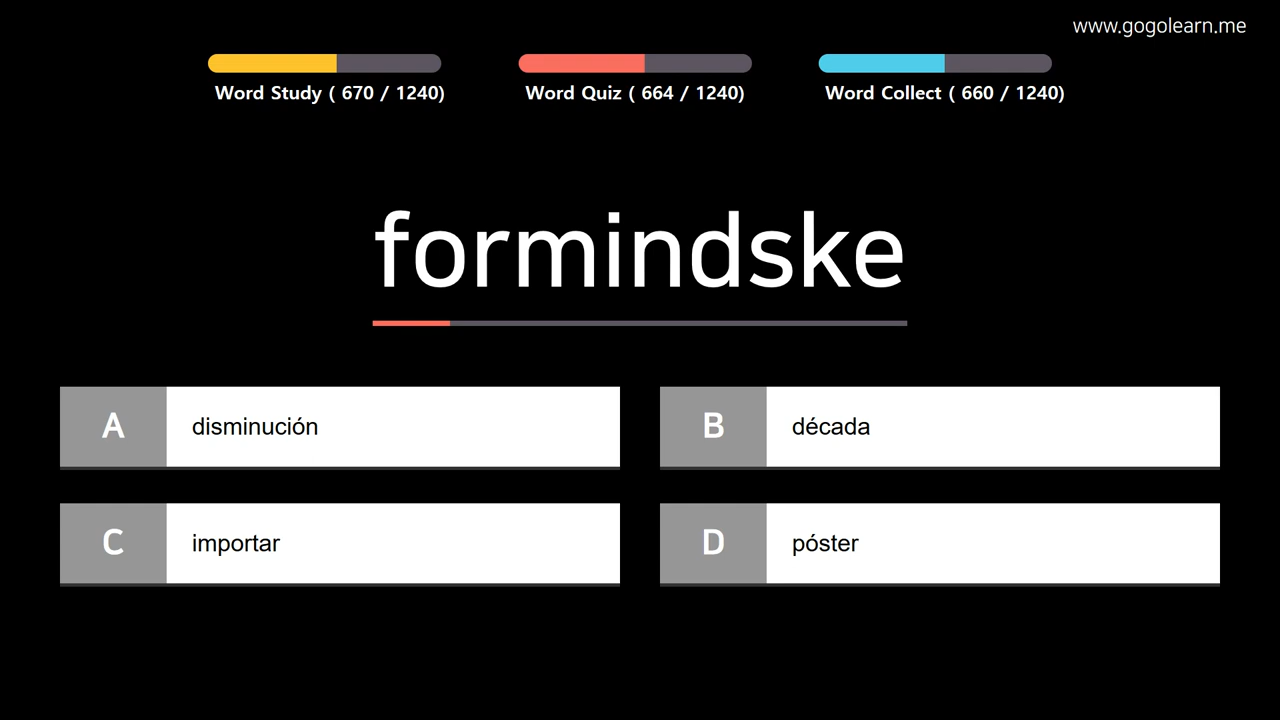 www.gogolearn.me
Word Study ( 670 / 1240)
Word Quiz ( 664 / 1240)
Word Collect ( 660 / 1240)
formindske
A disminución
B década
C importar
D póster